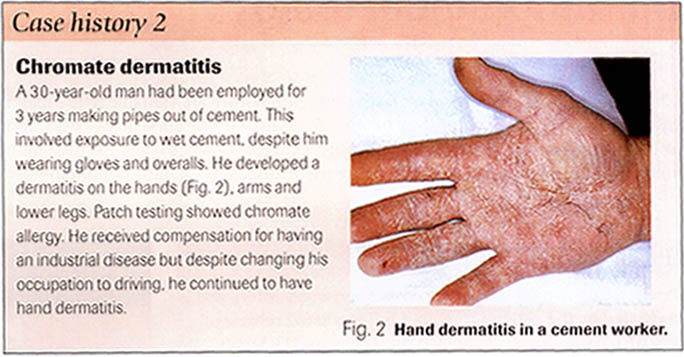 Case history 2
Chromate dermatitis
A 30-year-old man had been employed for
3 years making pipes out of cement. This
involved exposure to wet cement, despite him
wearing gloves and overalls. He developed a
dermatitis on the hands (Fig. 2), arms and
lower legs. Patch testing showed chromate
allergy. He received compensation for having
an industrial disease but despite changing his
occupation to driving, he continued to have
hand dermatitis.
Fig. 2 Hand dermatitis in a cement worker.